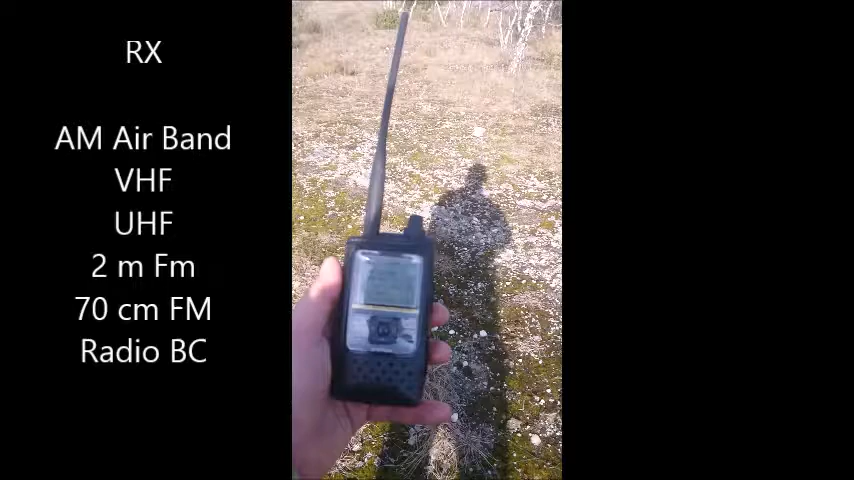 RX
AM Air Band
VHF
UHF
2 m Fm
70 cm FM
Radio BC